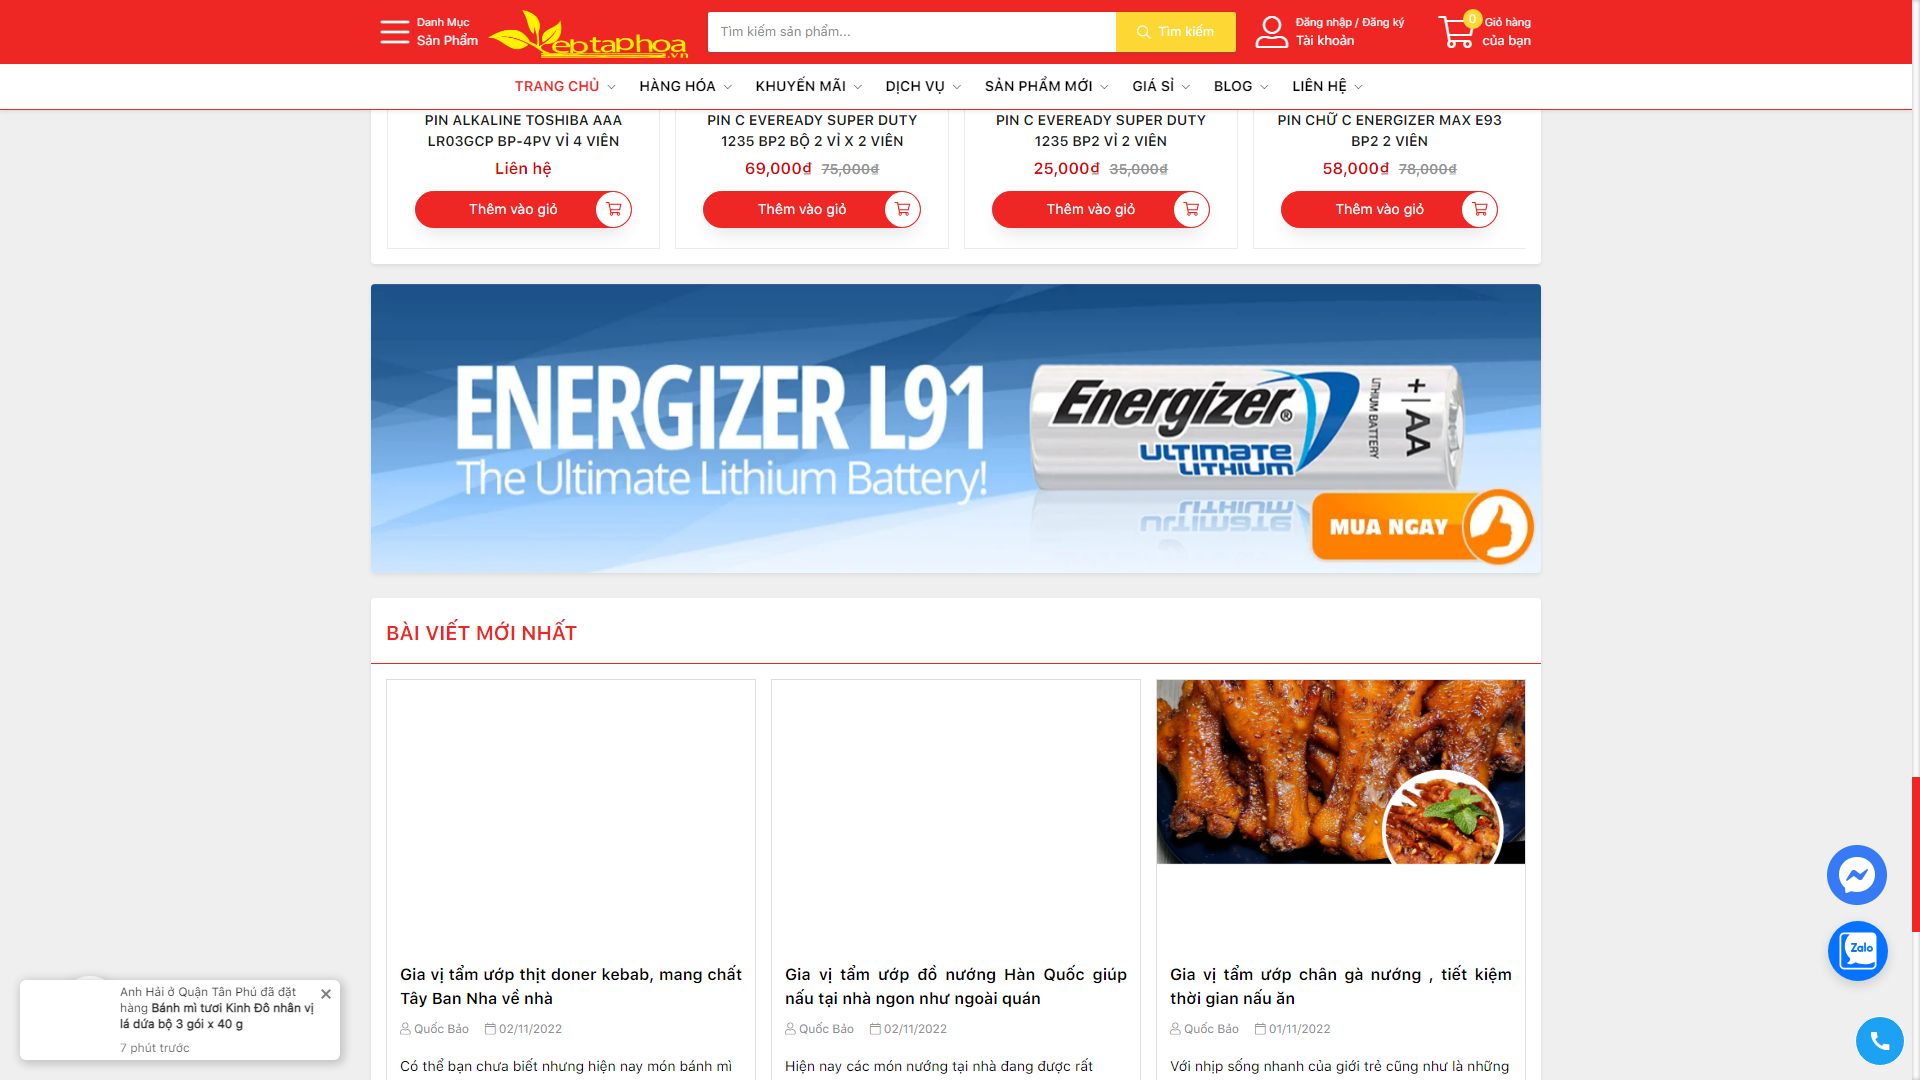 Danh Mục
Sản Phẩm
ebtaphoa
.vn
Tìm kiếm sản phẩm...
Tìm kiếm
Đăng nhập / Đăng ký
Tài khoản
0
Giỏ hàng
của bạn
TRANG CHỦ
HÀNG HÓA
KHUYẾN MÃI
DỊCH VỤ
SẢN PHẨM MỚI
GIÁ SỈ
BLOG
LIÊN HỆ
PIN ALKALINE TOSHIBA AAA
LR03GCP BP-4PV VỈ 4 VIÊN
Liên hệ
Thêm vào giỏ
PIN C EVEREADY SUPER DUTY
1235 BP2 BỘ 2 VỈ X 2 VIÊN
69,000₫ 75,000₫
Thêm vào giỏ
PIN C EVEREADY SUPER DUTY
1235 BP2 VỈ 2 VIÊN
25,000₫ 35,000₫
Thêm vào giỏ
PIN CHỮ C ENERGIZER MAX E93
BP2 2 VIÊN
58,000₫ 78,000₫
Thêm vào giỏ
ENERGIZER L91
The Ultimate Lithium Battery!
Energizer®
ULTIMATE
LITHIUM
LITHIUM BATTERY
+ AA
MUA NGAY
BÀI VIẾT MỚI NHẤT
Gia vị tẩm ướp thịt doner kebab, mang chất
Tây Ban Nha về nhà
Quốc Bảo 02/11/2022
Có thể bạn chưa biết nhưng hiện nay món bánh mì
Gia vị tẩm ướp đồ nướng Hàn Quốc giúp
nấu tại nhà ngon như ngoài quán
Quốc Bảo 02/11/2022
Hiện nay các món nướng tại nhà đang được rất
Gia vị tẩm ướp chân gà nướng , tiết kiệm
thời gian nấu ăn
Quốc Bảo 01/11/2022
Với nhịp sống nhanh của giới trẻ cũng như là những
Anh Hải ở Quận Tân Phú đã đặt
hàng Bánh mì tươi Kinh Đô nhân vị
lá dứa bộ 3 gói x 40 g
7 phút trước
Zalo